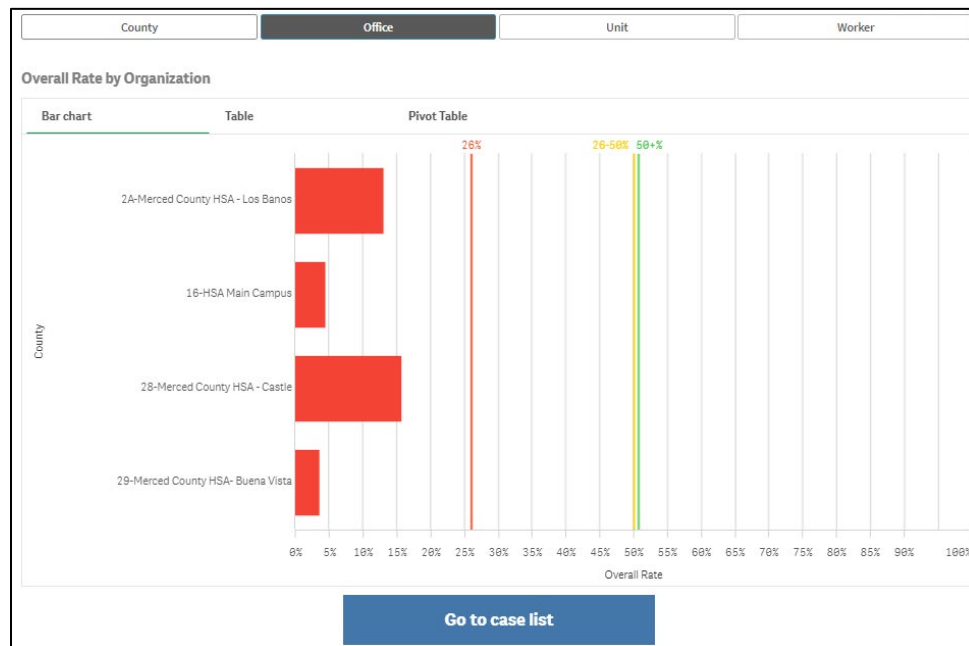 County Office Unit Worker
Overall Rate by Organization
Bar chart Table Pivot Table
26% 26-50% 50+%
2A-Merced County HSA - Los Banos
16-HSA Main Campus
County
28-Merced County HSA - Castle
29-Merced County HSA- Buena Vista
0% 5% 10% 15% 20% 25% 30% 35% 40% 45% 50% 55% 60% 65% 70% 75% 80% 85% 90% 100%
Overall Rate
Go to case list